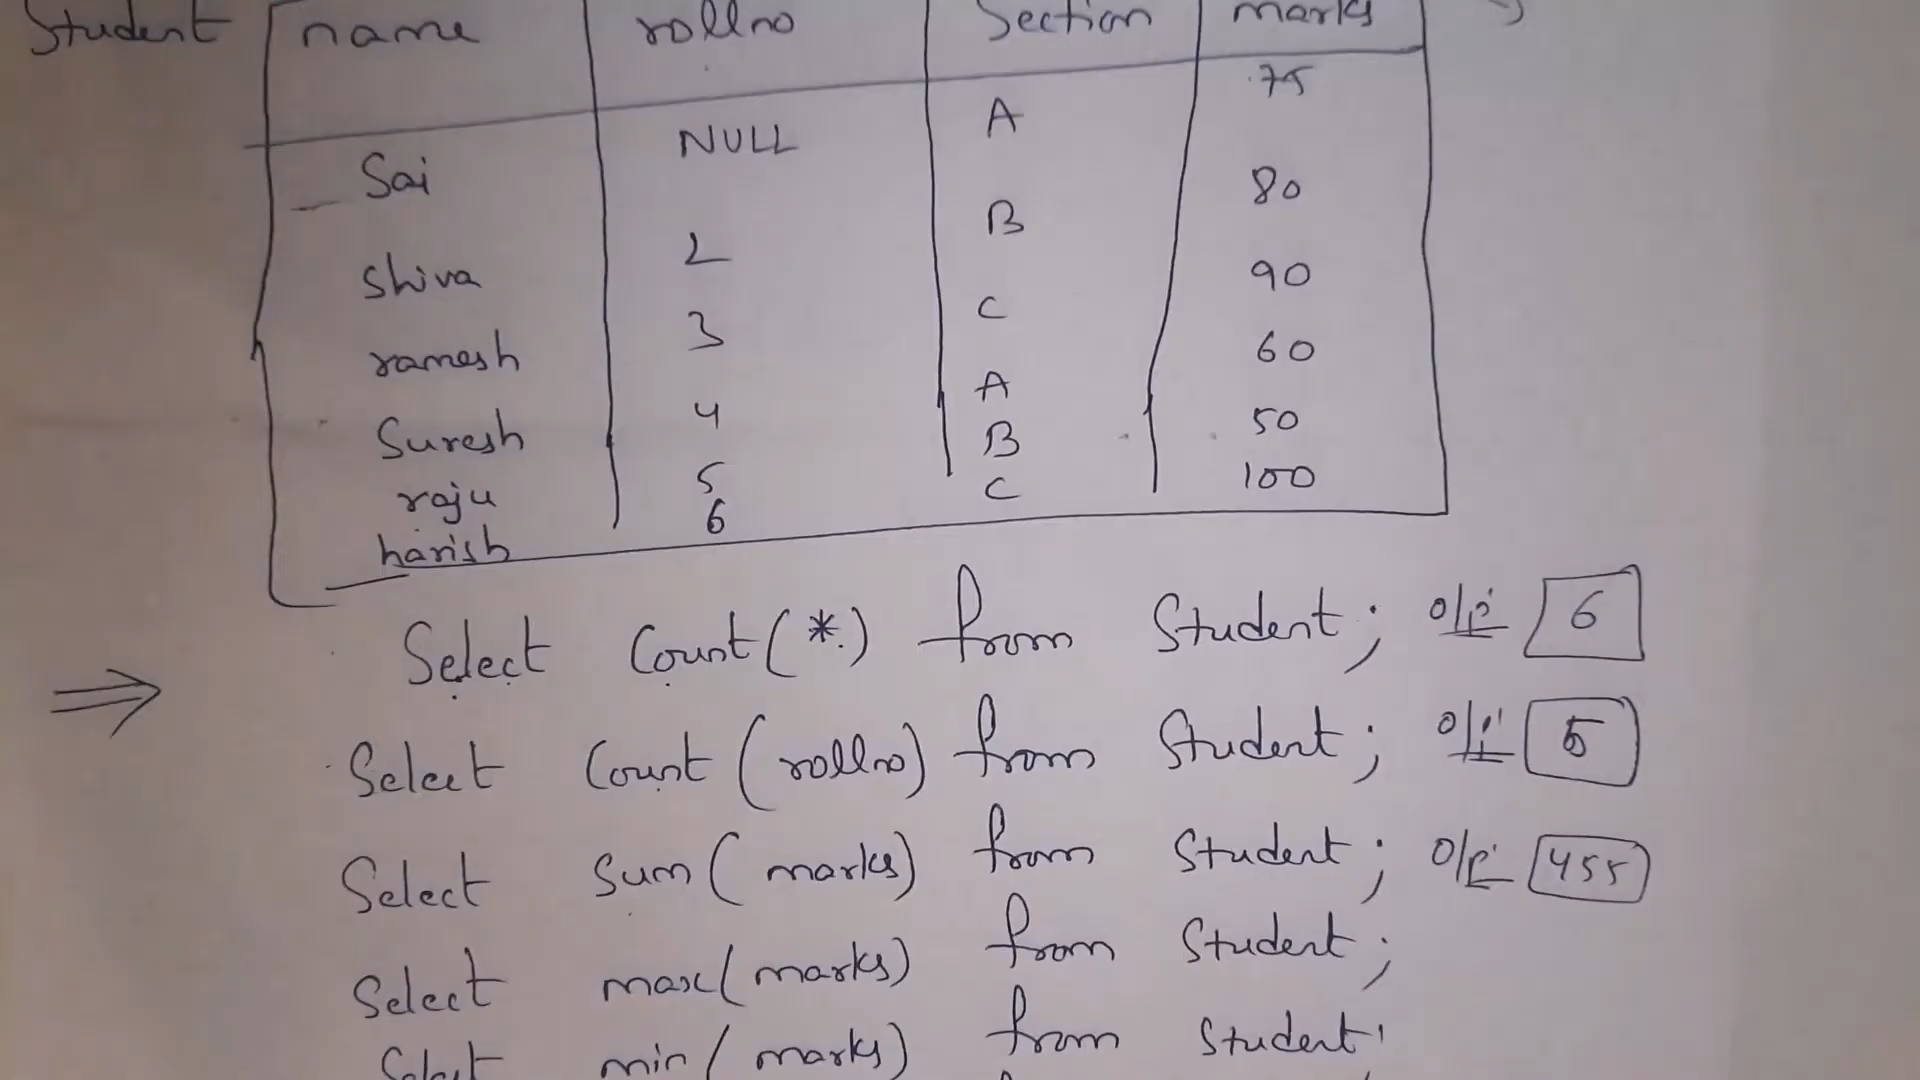 Student name rollno Section marks
Sai NULL A 75
shiva 2 B 80
ramesh 3 C 90
Suresh 4 A 60
raju 5 B 50
harish 6 C 100
Select Count(*) from Student; o/p 6
Select Count (rollno) from Student; o/p 5
Select sum(marks) from Student; o/p 455
Select max(marks) from Student;
Select min(marks) from Student;